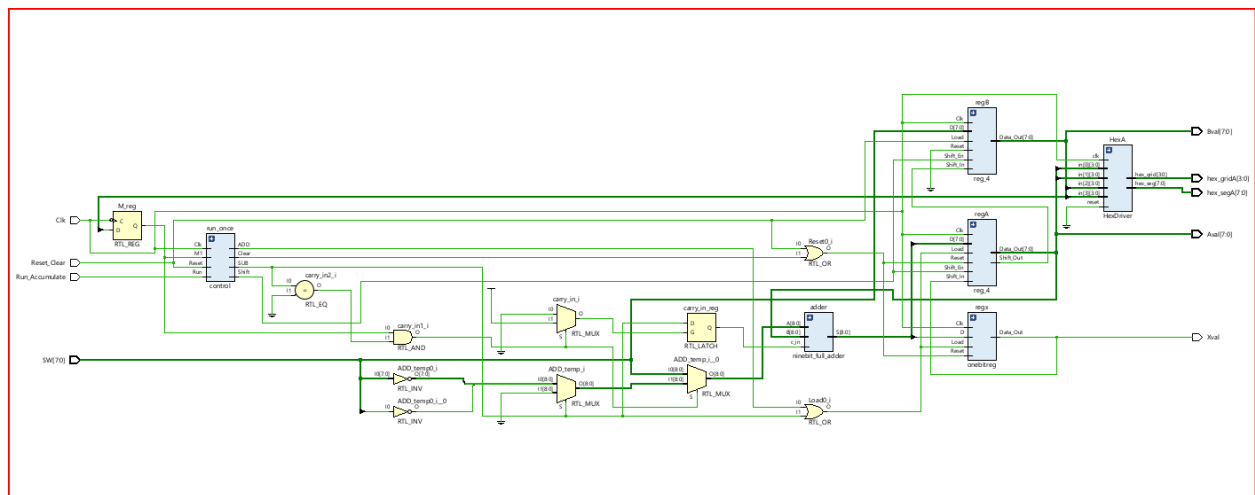 regB
Clk
D[7:0]
Load
Reset
Shift_En
Shift_In
Data_Out[7:0]
reg_4
Bval[7:0]
HexA
clk
in[0][3:0]
in[1][3:0]
in[2][3:0]
in[3][3:0]
reset
hex_grid[3:0]
hex_seg[7:0]
HexDriver
hex_gridA[3:0]
hex_segA[7:0]
Clk
M_reg
C
D
Q
RTL_REG
regA
Clk
D[7:0]
Load
Reset
Shift_En
Shift_In
Data_Out[7:0]
Shift_Out
reg_4
Aval[7:0]
run_once
Clk
M1
Reset
Run
ADD
Clear
SUB
Shift
control
Reset0_i
I0
I1
O
RTL_OR
Reset_Clear
Run_Accumulate
carry_in2_i
I0
I1
=
O
RTL_EQ
carry_in_i
I0
I1
S
O
RTL_MUX
carry_in_reg
D
G
Q
RTL_LATCH
adder
A[8:0]
B[8:0]
c_in
S[8:0]
ninebit_full_adder
regx
Clk
D
Load
Reset
Data_Out
onebitreg
Xval
carry_in1_i
I0
I1
O
RTL_AND
SW[7:0]
ADD_temp0_i
I0[7:0]
O[7:0]
RTL_INV
ADD_temp_i
I0[8:0]
I1[8:0]
S
O[8:0]
RTL_MUX
ADD_temp_i__0
I0[8:0]
I1[8:0]
S
O[8:0]
RTL_MUX
ADD_temp0_i__0
I0
O
RTL_INV
Load0_i
I0
I1
O
RTL_OR